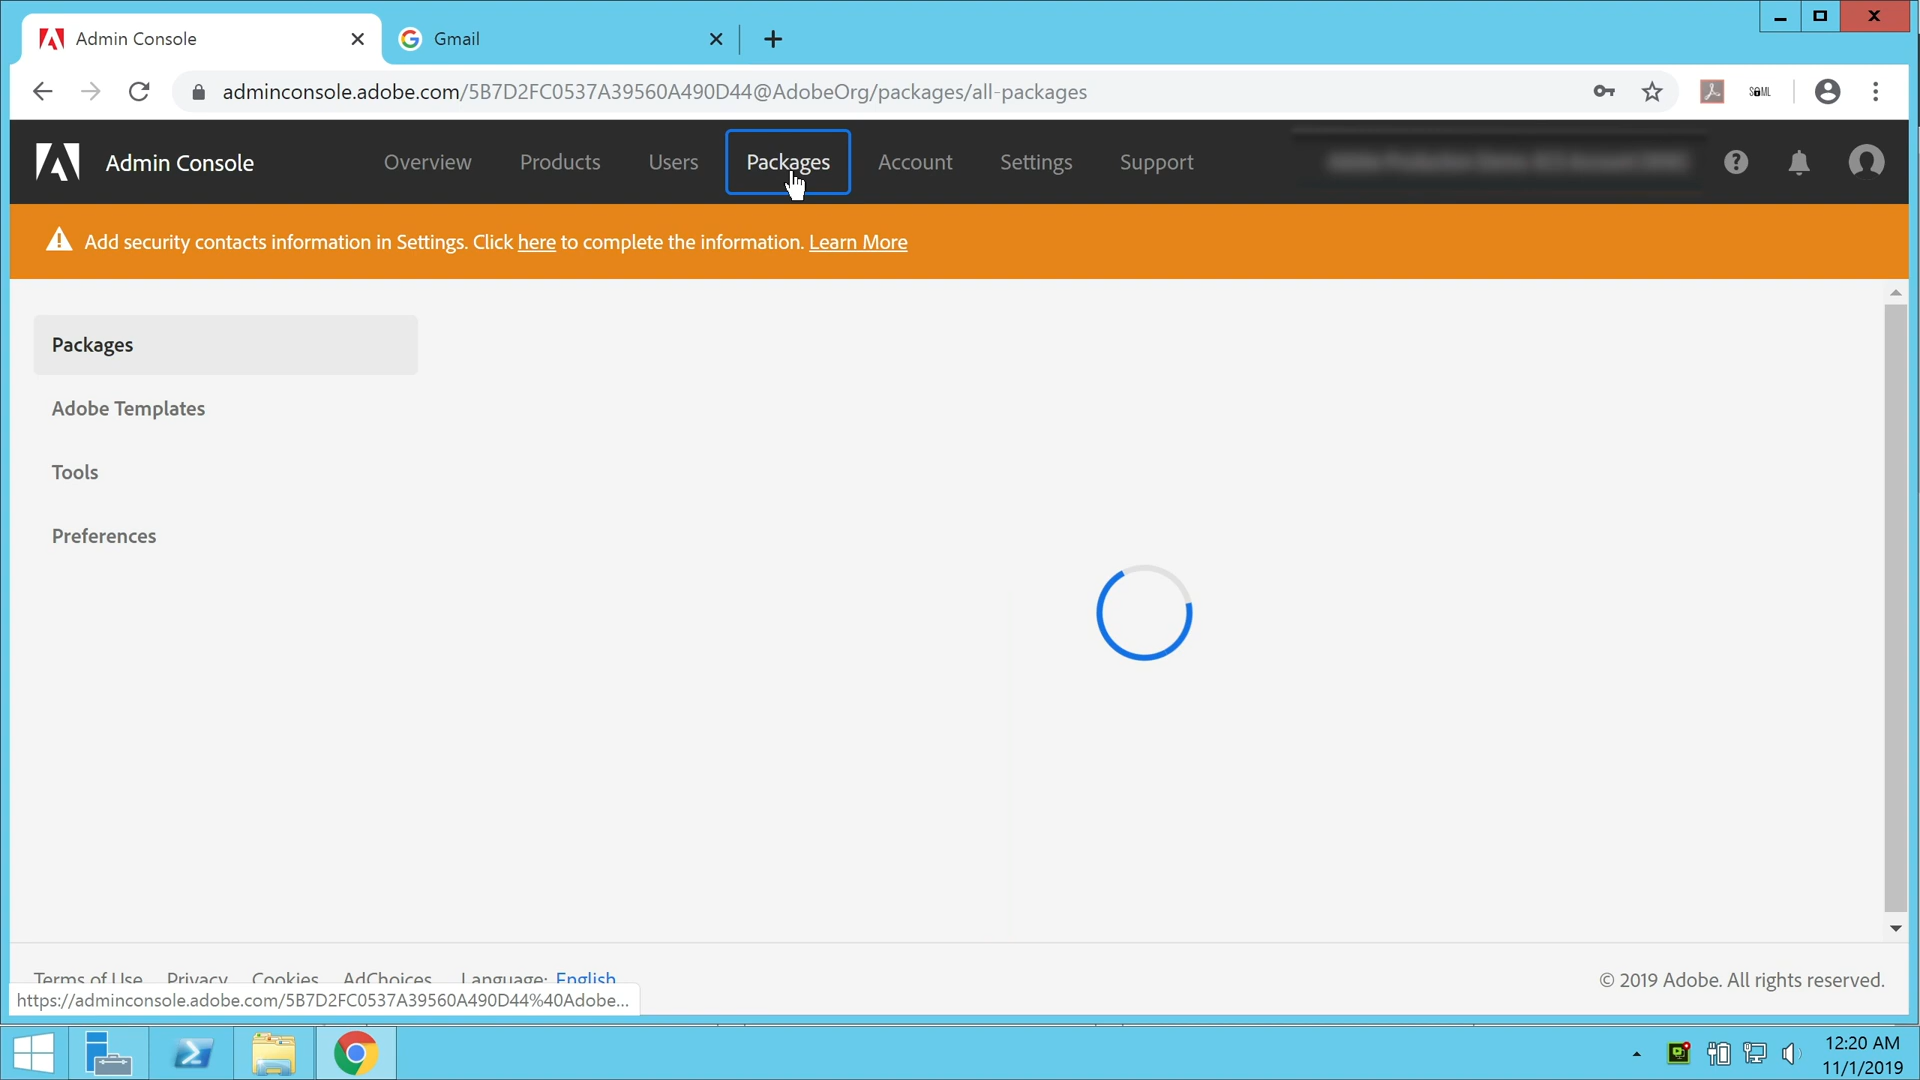 Admin Console
Gmail
adminconsole.adobe.com/5B7D2FC0537A39560A490D44@AdobeOrg/packages/all-packages
Admin Console
Overview
Products
Users
Packages
Account
Settings
Support
Add security contacts information in Settings. Click here to complete the information. Learn More
Packages
Adobe Templates
Tools
Preferences
Terms of Use Privacy Cookies AdChoices Language: English
© 2019 Adobe. All rights reserved.
https://adminconsole.adobe.com/5B7D2FC0537A39560A490D44%40Adobe...
12:20 AM
11/1/2019